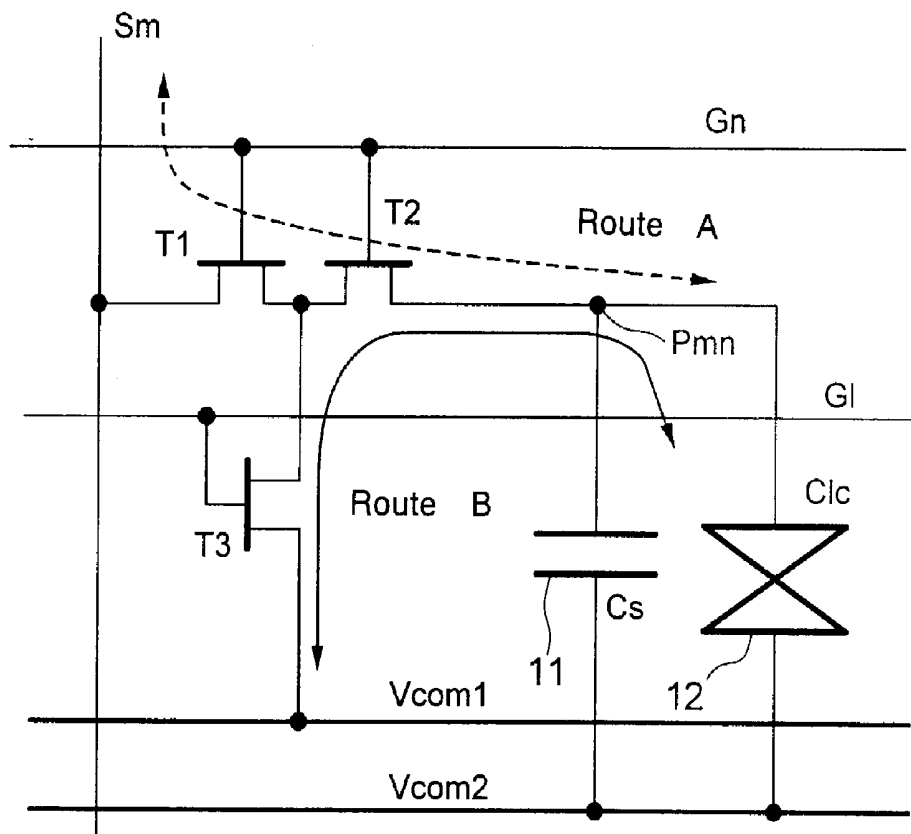 Sm
Gn
T2
Route A
T1
Pmn
Gl
Clc
Route B
T3
Cs
11
12
Vcom1
Vcom2